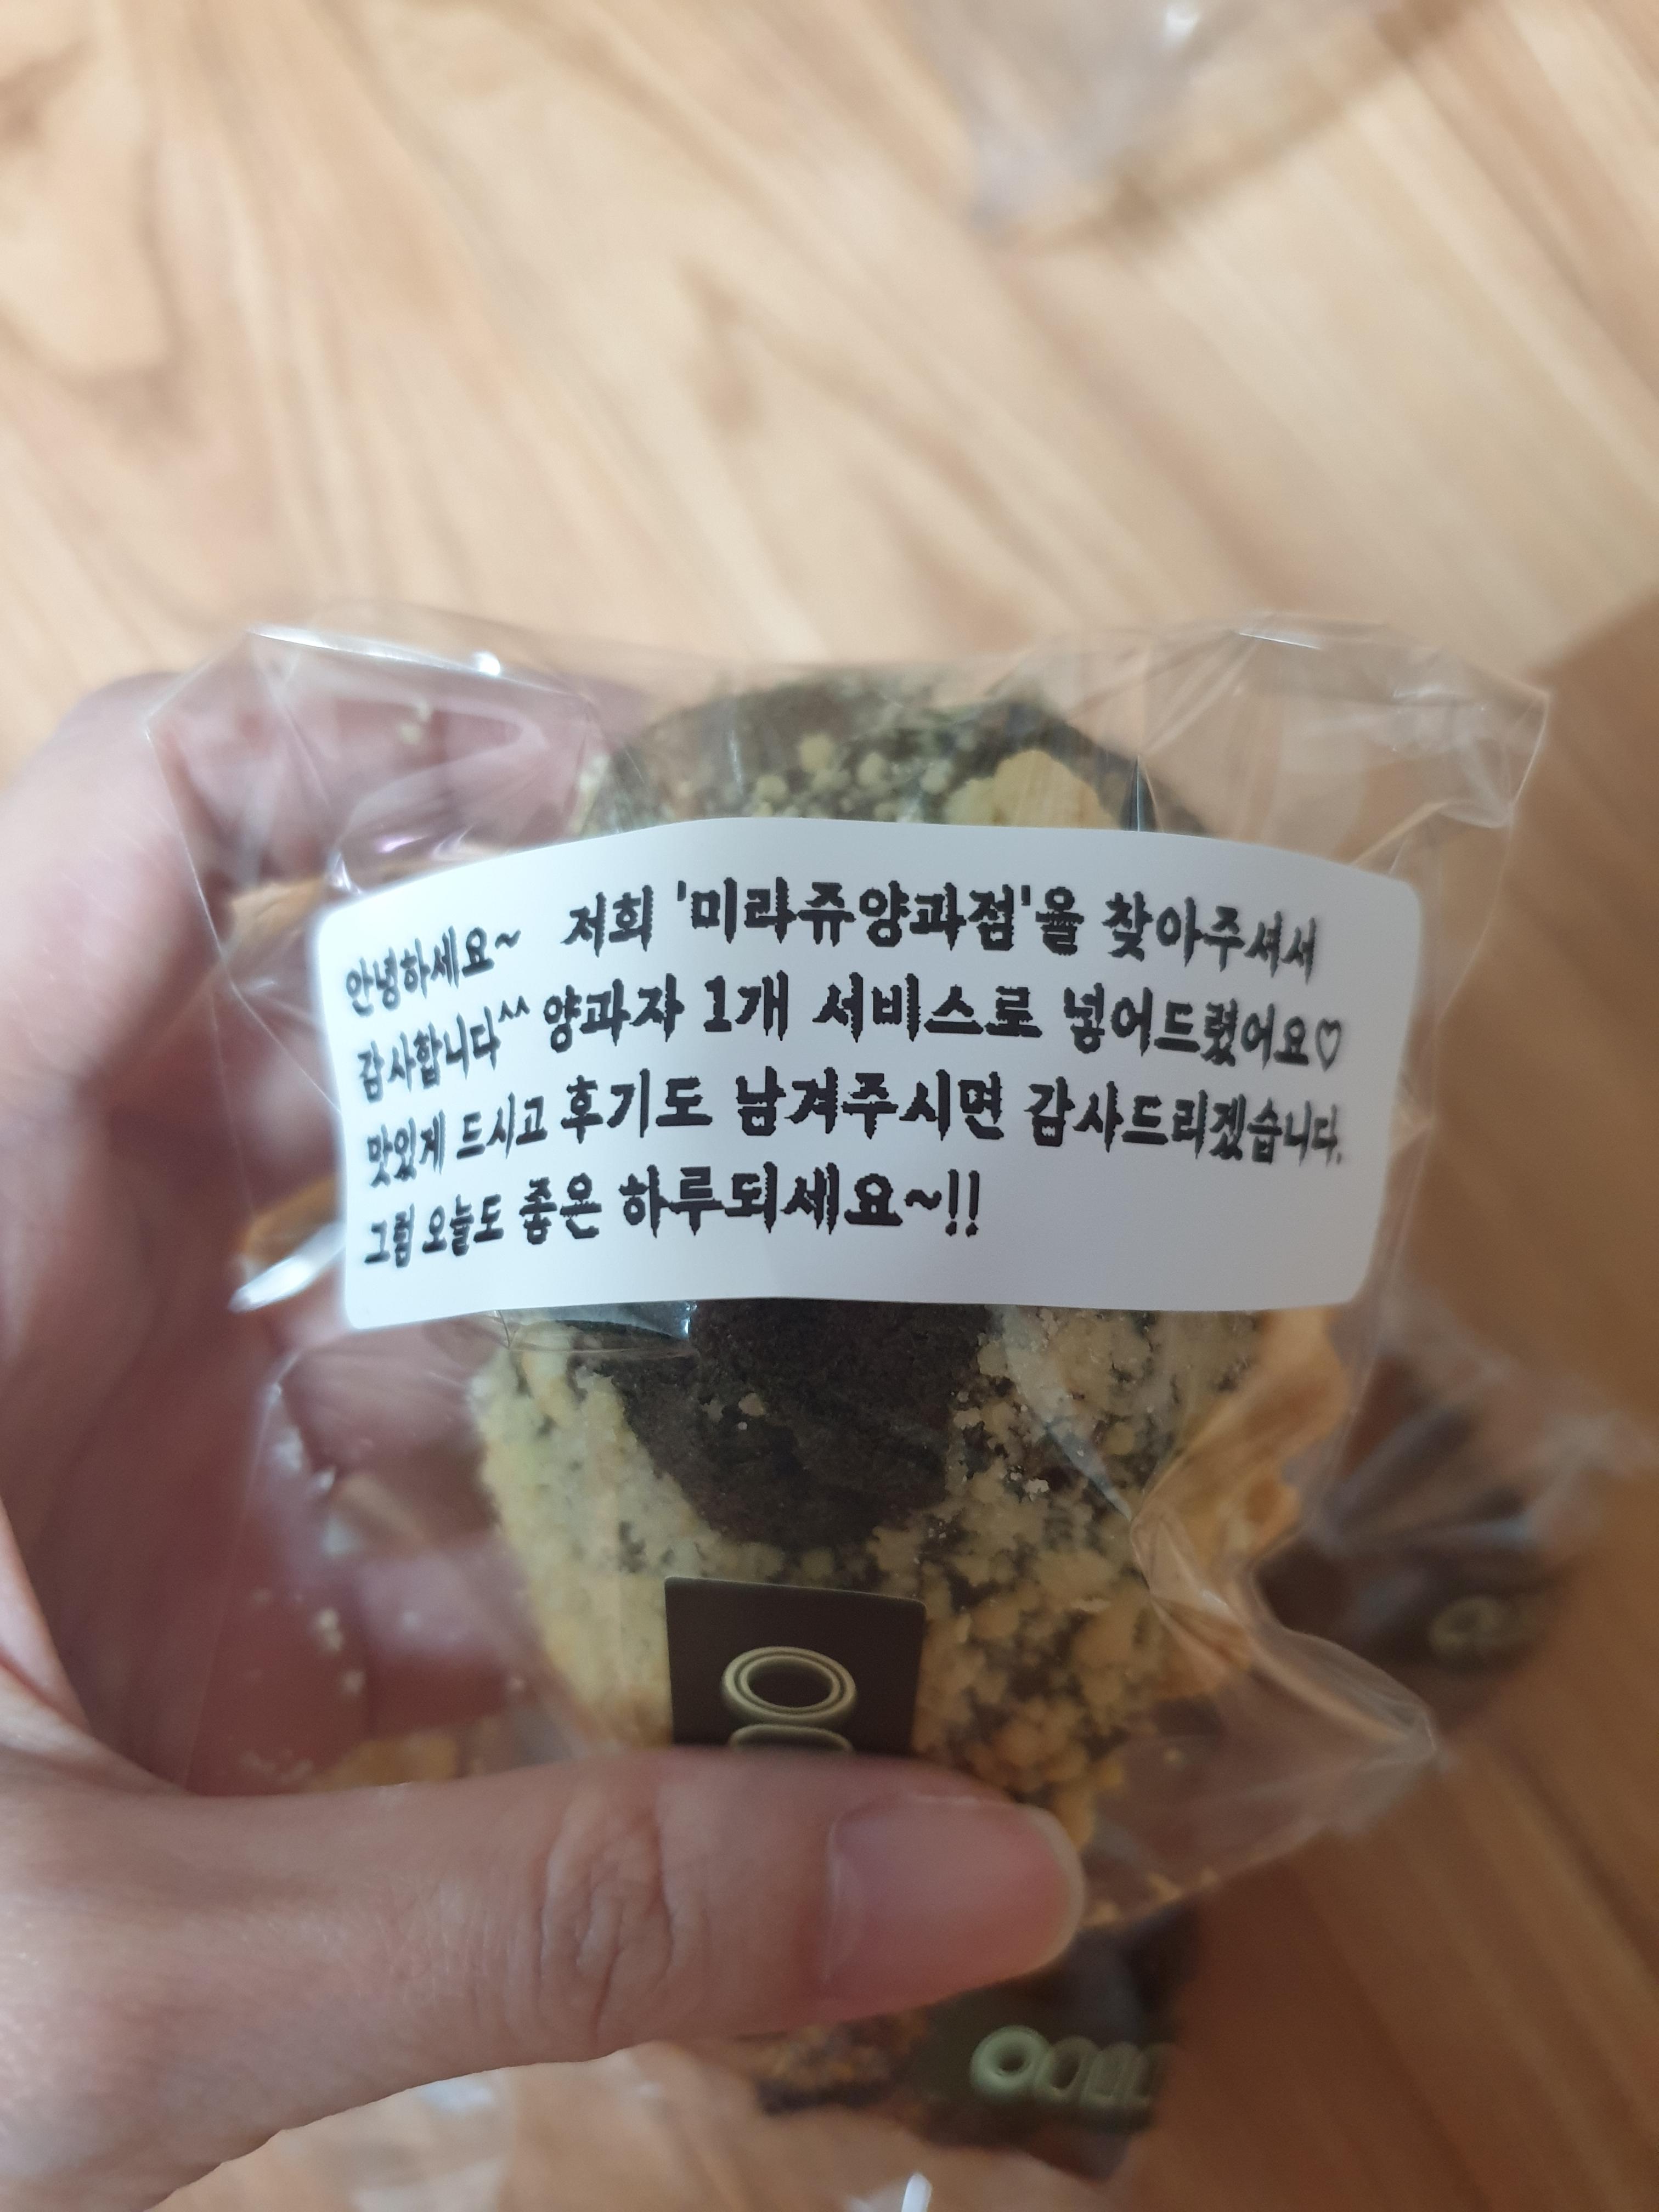 안녕하세요~ 저희 '미라쥬양과점'을 찾아주셔서
감사합니다^^ 양과자 1개 서비스로 넣어드렸어요♡
맛있게 드시고 후기도 남겨주시면 감사드리겠습니다.
그럼 오늘도 좋은 하루되세요~!!